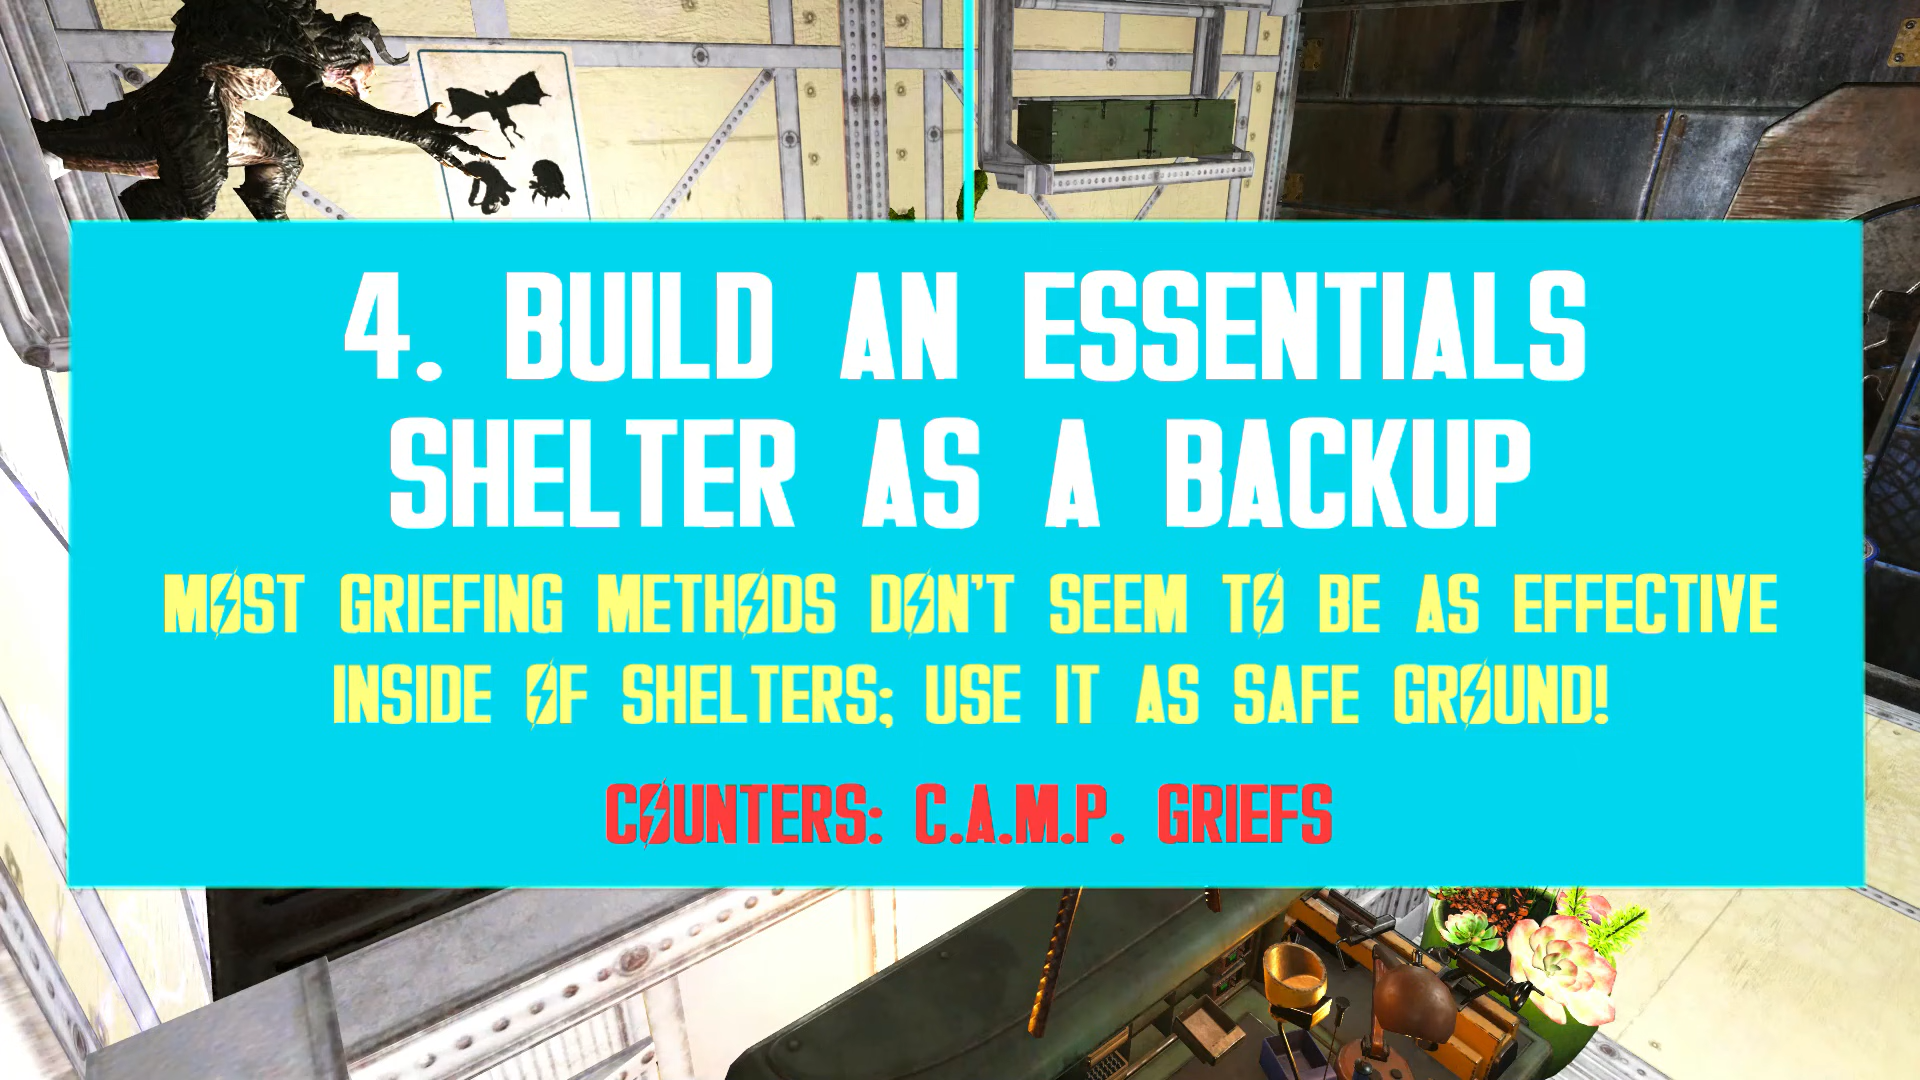 4. BUILD AN ESSENTIALS
SHELTER AS A BACKUP
MOST GRIEFING METHODS DON'T SEEM TO BE AS EFFECTIVE
INSIDE OF SHELTERS; USE IT AS SAFE GROUND!
COUNTERS: C.A.M.P. GRIEFS